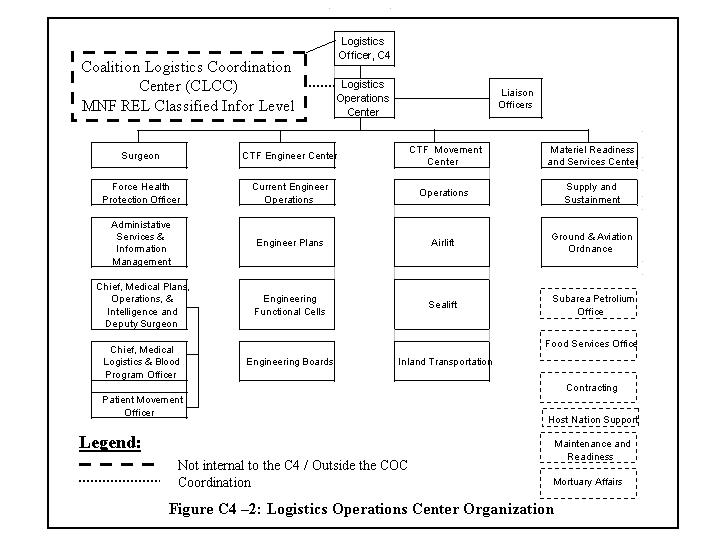 Logistics
Officer, C4
Coalition Logistics Coordination
Center (CLCC)
MNF REL Classified Infor Level
Logistics
Operations
Center
Liaison
Officers
Surgeon
CTF Engineer Center
CTF Movement
Center
Materiel Readiness
and Services Center
Force Health
Protection Officer
Current Engineer
Operations
Operations
Supply and
Sustainment
Administative
Services &
Information
Management
Engineer Plans
Airlift
Ground & Aviation
Ordnance
Chief, Medical Plans,
Operations, &
Intelligence and
Deputy Surgeon
Engineering
Functional Cells
Sealift
Subarea Petrolium
Office
Food Services Office
Chief, Medical
Logistics & Blood
Program Officer
Engineering Boards
Inland Transportation
Contracting
Patient Movement
Officer
Host Nation Support
Maintenance and
Readiness
Mortuary Affairs
Legend:
Not internal to the C4 / Outside the COC
Coordination
Figure C4 –2: Logistics Operations Center Organization